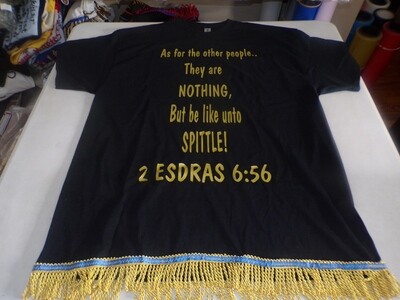 As for the other people..
They are
NOTHING,
But be like unto
SPITTLE!
2 ESDRAS 6:56